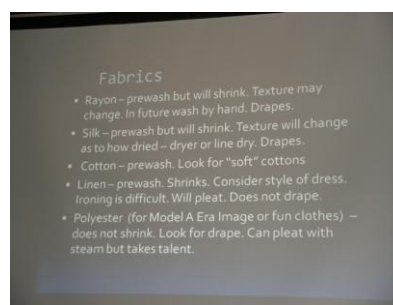 Fabrics
• Rayon – prewash but will shrink. Texture may
change. In future wash by hand. Drapes.
• Silk – prewash but will shrink. Texture will change
as to how dried – dryer or line dry. Drapes.
• Cotton – prewash. Look for "soft" cottons
• Linen – prewash. Shrinks. Consider style of dress.
Ironing is difficult. Will pleat. Does not drape.
• Polyester (for Model A Era Image or fun clothes) –
does not shrink. Look for drape. Can pleat with
steam but takes talent.